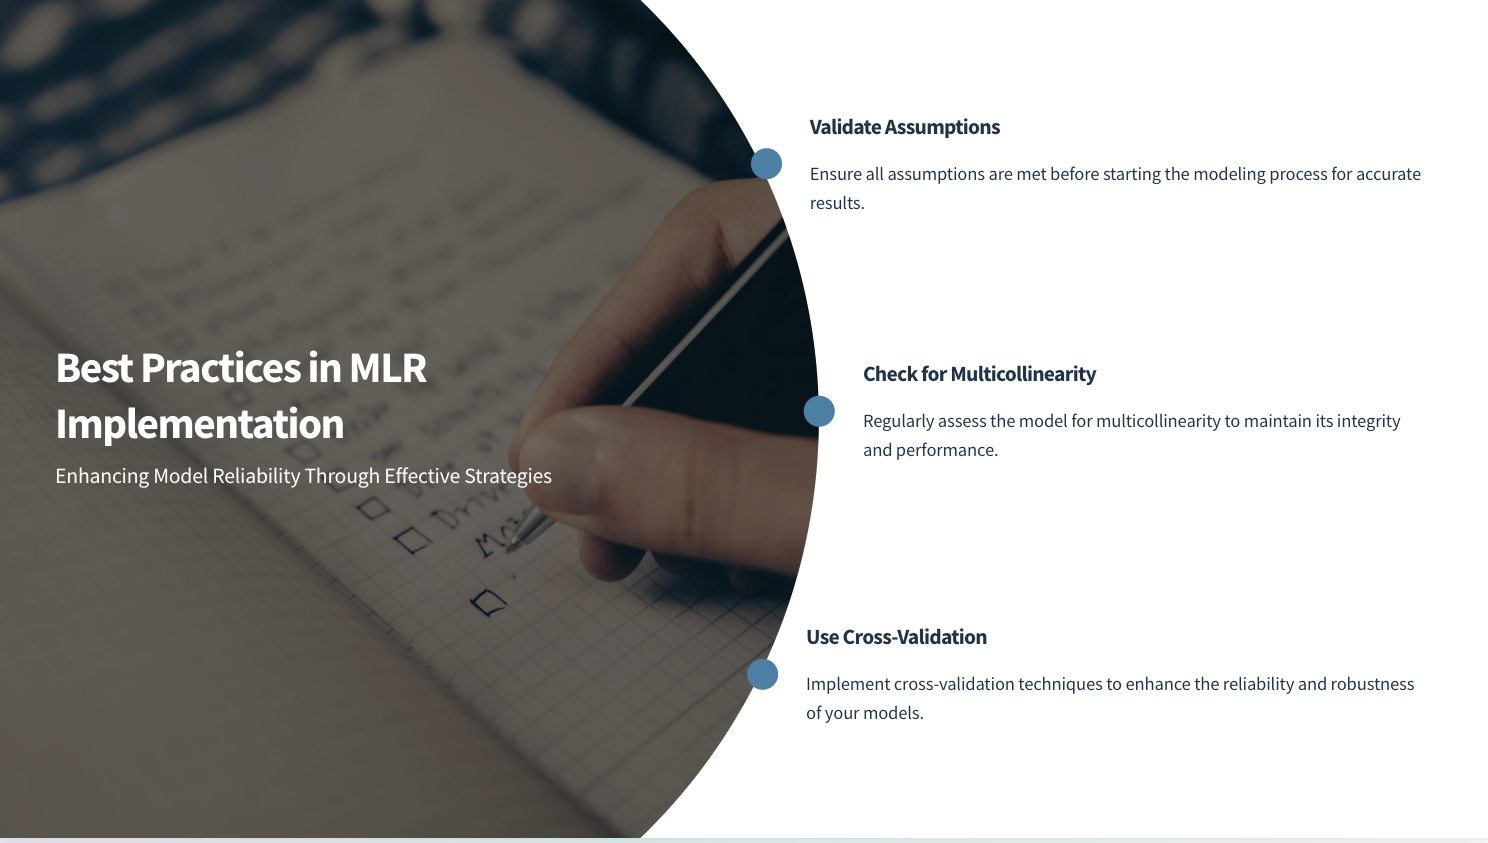 Best Practices in MLR
Implementation
Enhancing Model Reliability Through Effective Strategies
Validate Assumptions
Ensure all assumptions are met before starting the modeling process for accurate
results.
Check for Multicollinearity
Regularly assess the model for multicollinearity to maintain its integrity
and performance.
Use Cross-Validation
Implement cross-validation techniques to enhance the reliability and robustness
of your models.